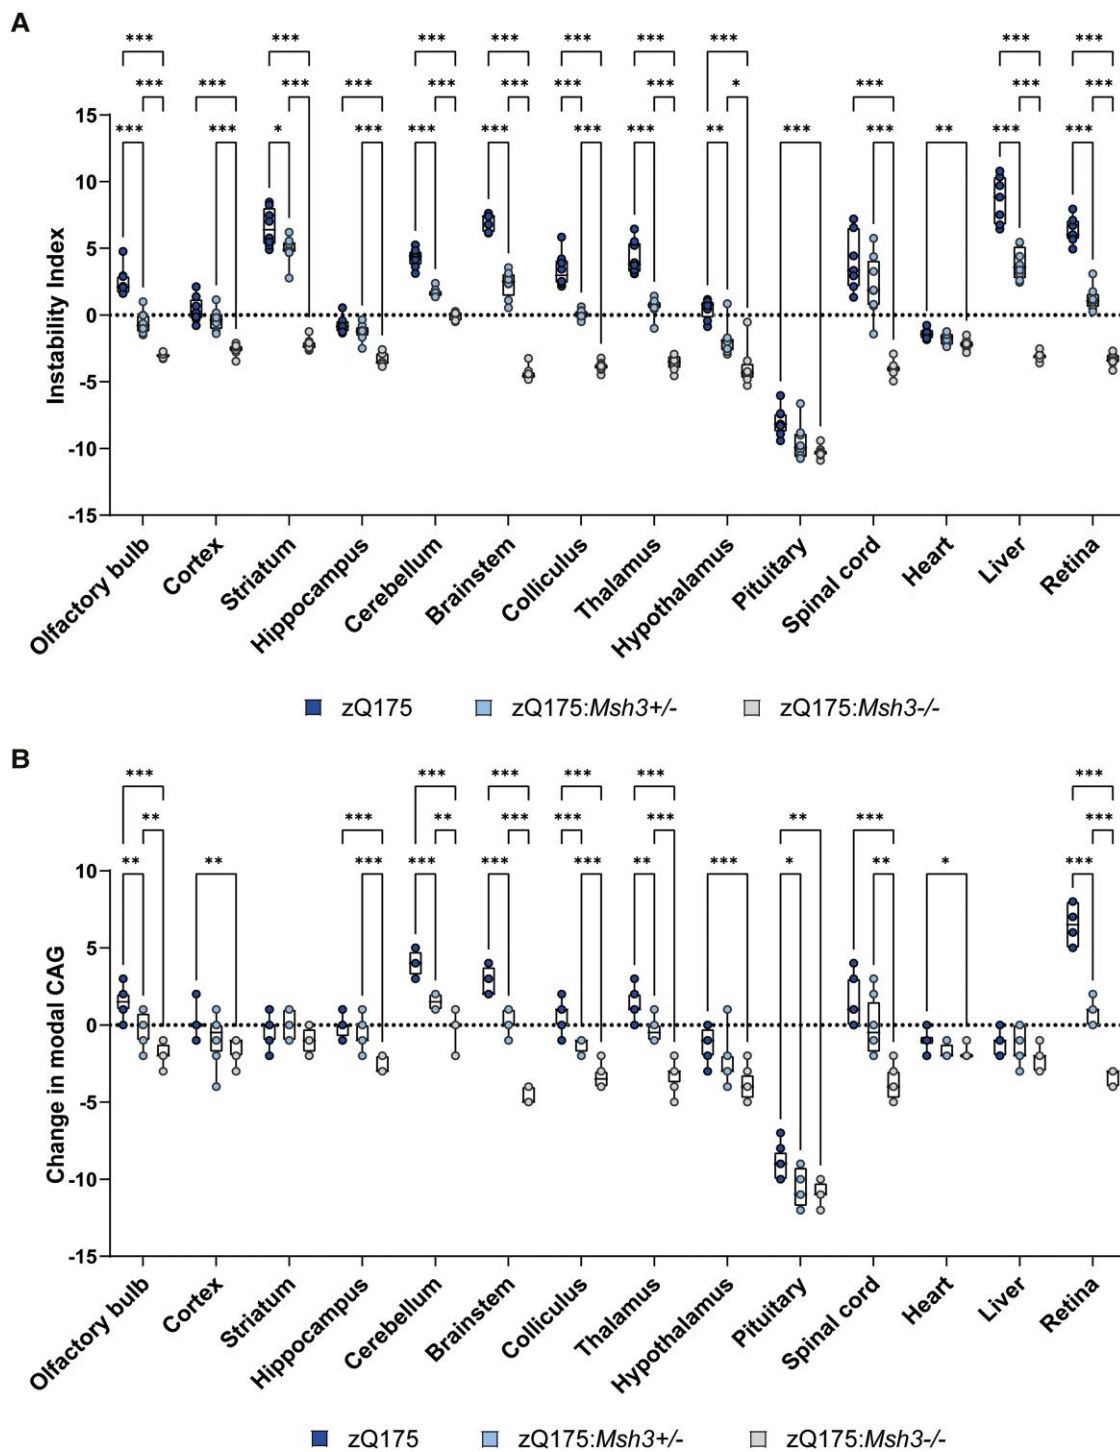 A
*** *** *** *** *** *** *** *** ***
*** *** *** *** *** *** *** *** *** *** * *** *** ***
*** *** * *** *** *** *** *** ** *** *** ** *** ***
15
10
5
0
-5
-10
-15
Instability Index
Olfactory bulb
Cortex
Striatum
Hippocampus
Cerebellum
Brainstem
Colliculus
Thalamus
Hypothalamus
Pituitary
Spinal cord
Heart
Liver
Retina
zQ175 zQ175:Msh3+/- zQ175:Msh3-/-
B
*** *** *** *** *** ***
** *** ** *** *** *** ** *** ***
** ** *** *** *** *** *** ** *** * ** * ***
10
5
0
-5
-10
-15
Change in modal CAG
Olfactory bulb
Cortex
Striatum
Hippocampus
Cerebellum
Brainstem
Colliculus
Thalamus
Hypothalamus
Pituitary
Spinal cord
Heart
Liver
Retina
zQ175 zQ175:Msh3+/- zQ175:Msh3-/-